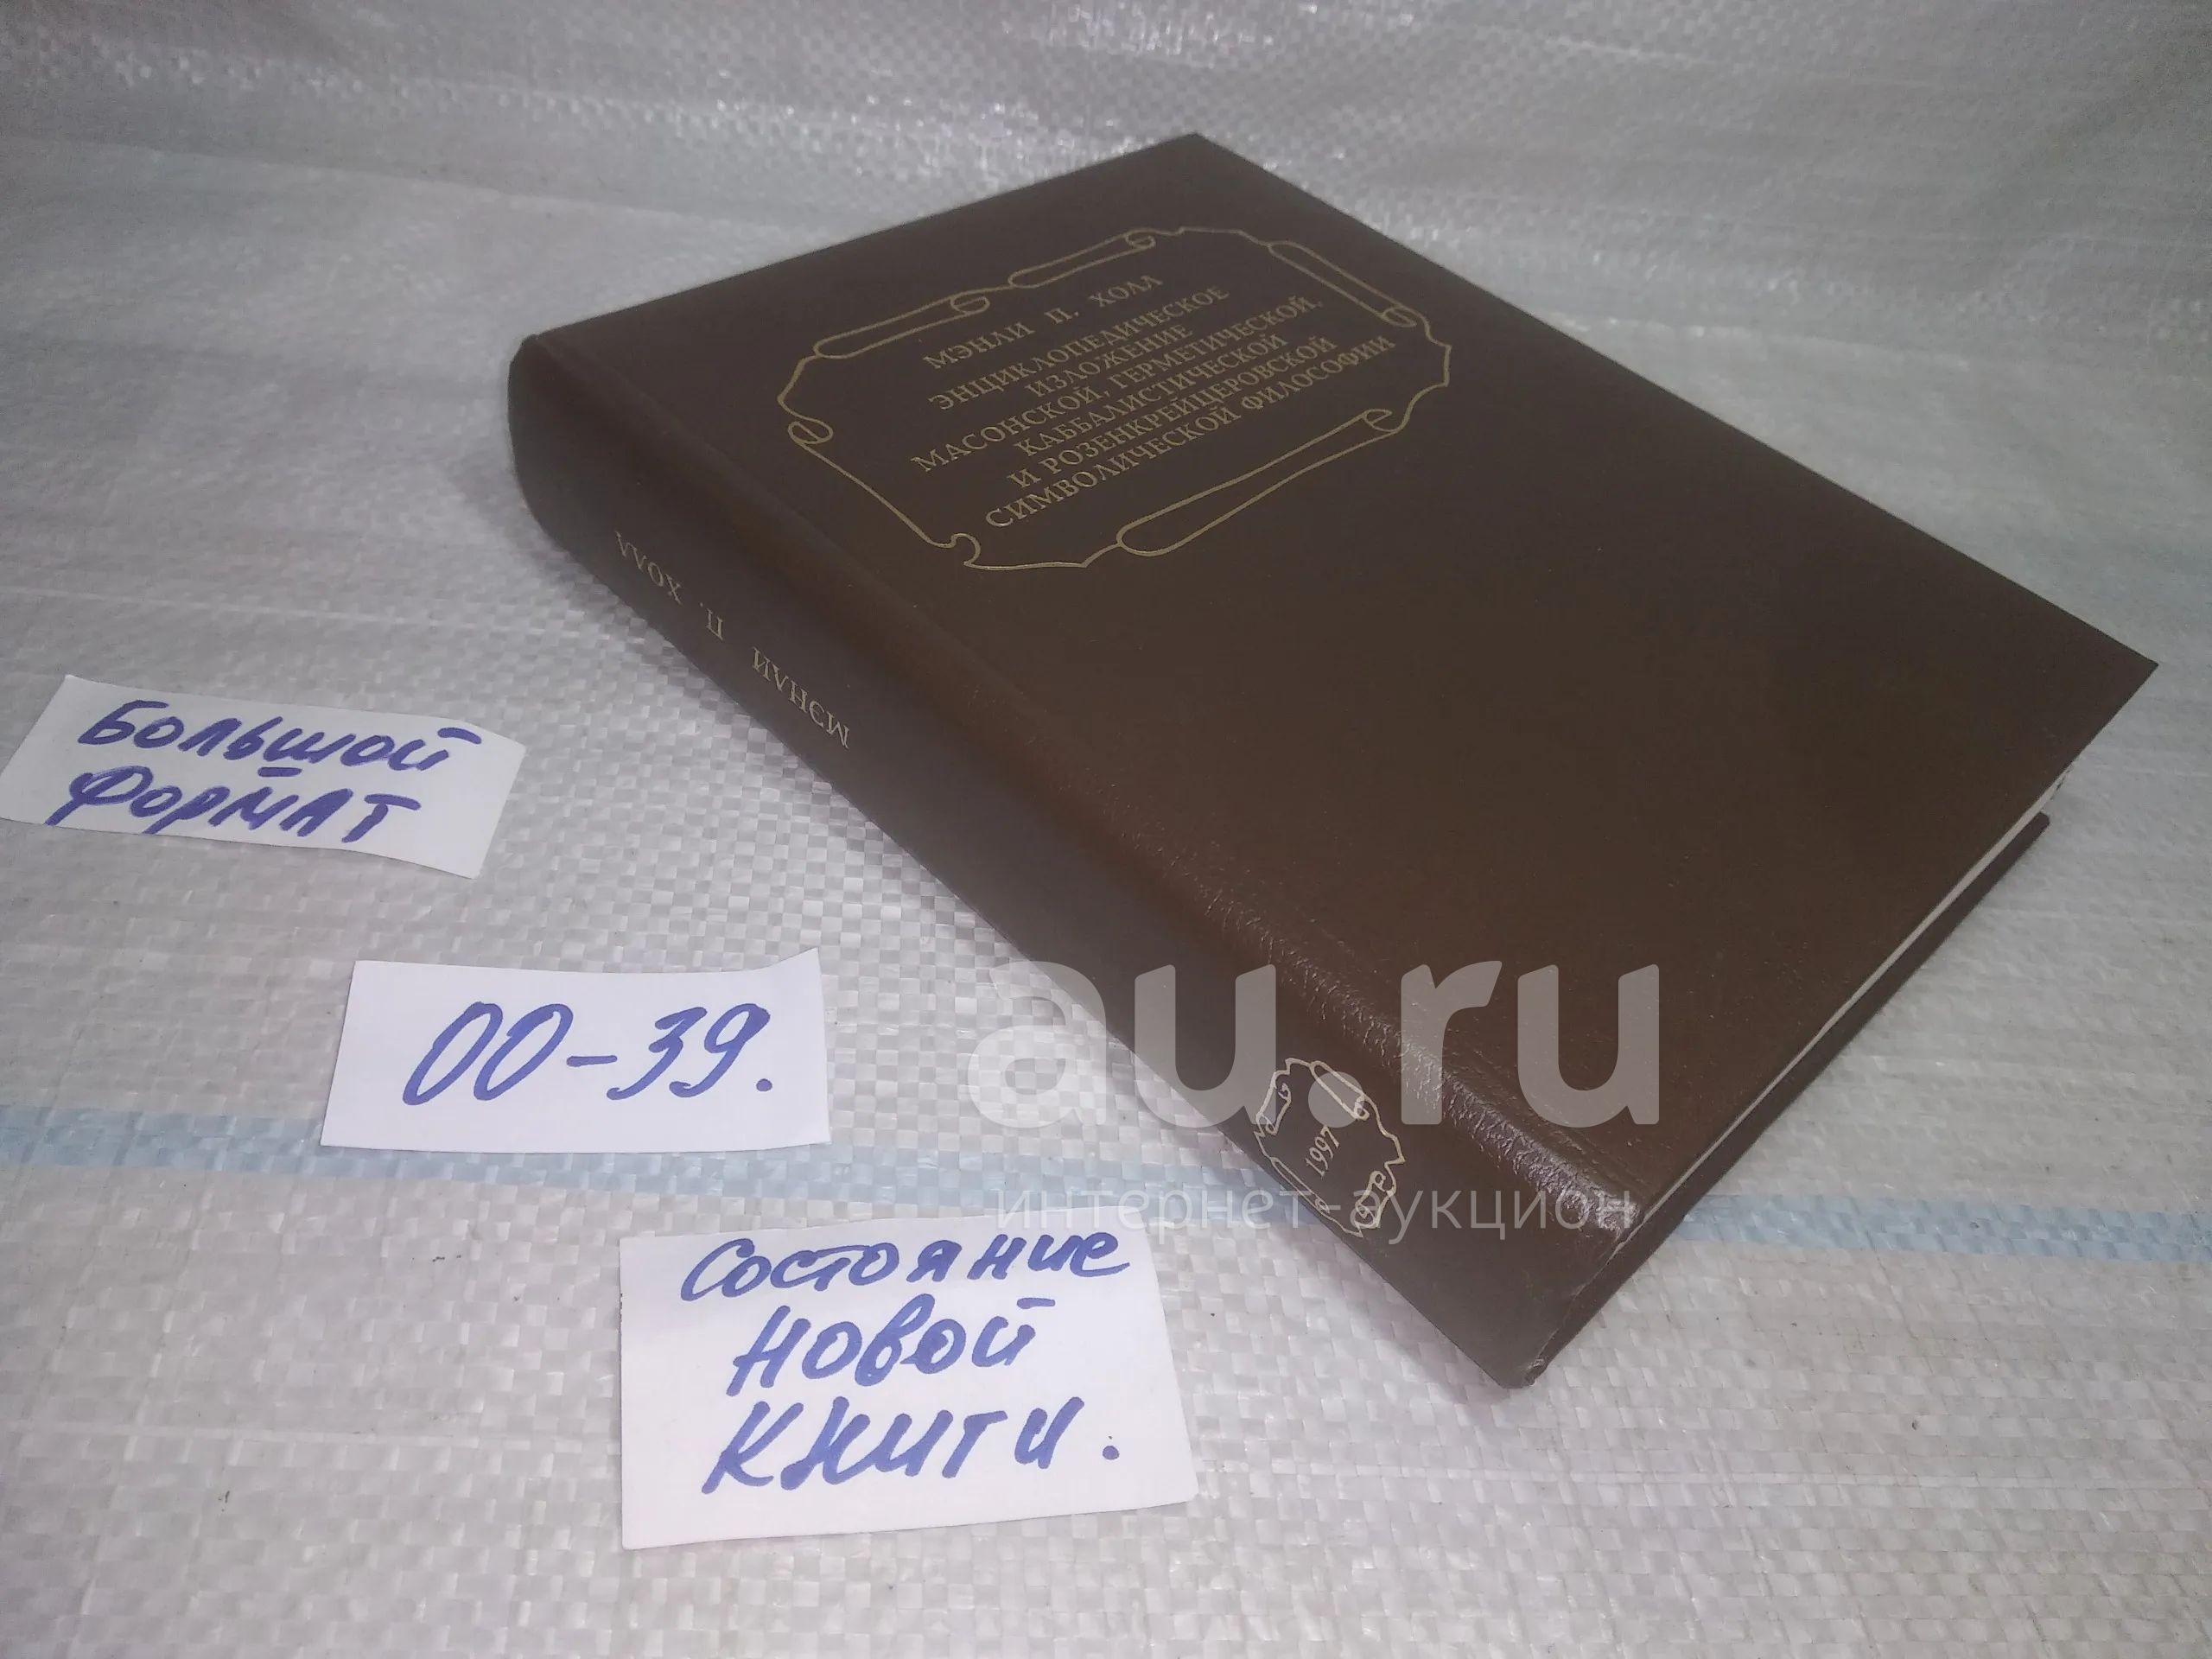 МЭНЛИ П. ХОЛЛ
ЭНЦИКЛОПЕДИЧЕСКОЕ
ИЗЛОЖЕНИЕ
МАСОНСКОЙ, ГЕРМЕТИЧЕСКОЙ,
КАББАЛИСТИЧЕСКОЙ
И РОЗЕНКРЕЙЦЕРОВСКОЙ
СИМВОЛИЧЕСКОЙ ФИЛОСОФИИ
МЭНЛИ П. ХОЛЛ
1997
БОЛЬШОЙ
ФОРМАТ
00-39.
СОСТОЯНИЕ
НОВОЙ
КНИГИ.
au.ru
интернет-аукцион